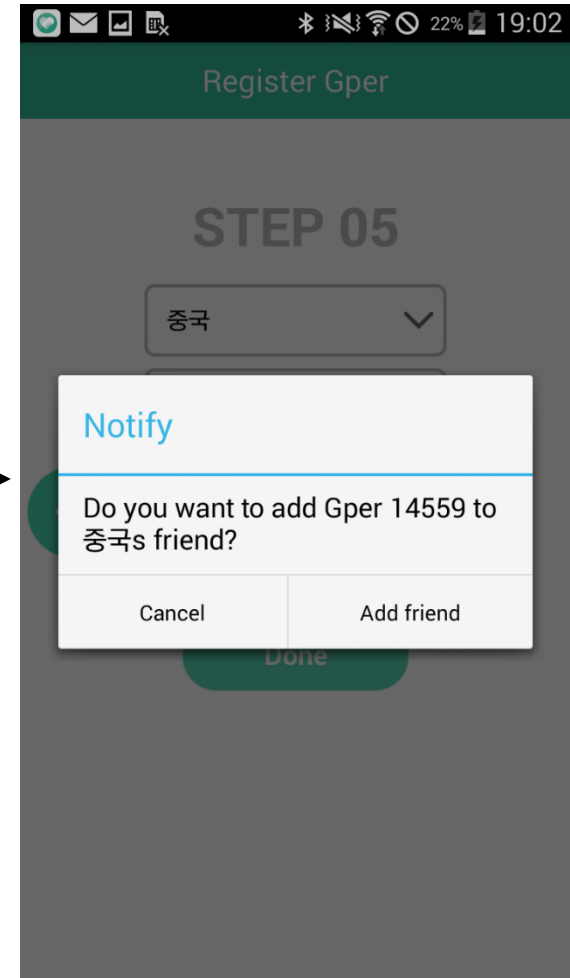 22% 19:02
Register Gper
STEP 05
중국
Notify
Do you want to add Gper 14559 to
중국s friend?
Cancel Add friend
Done